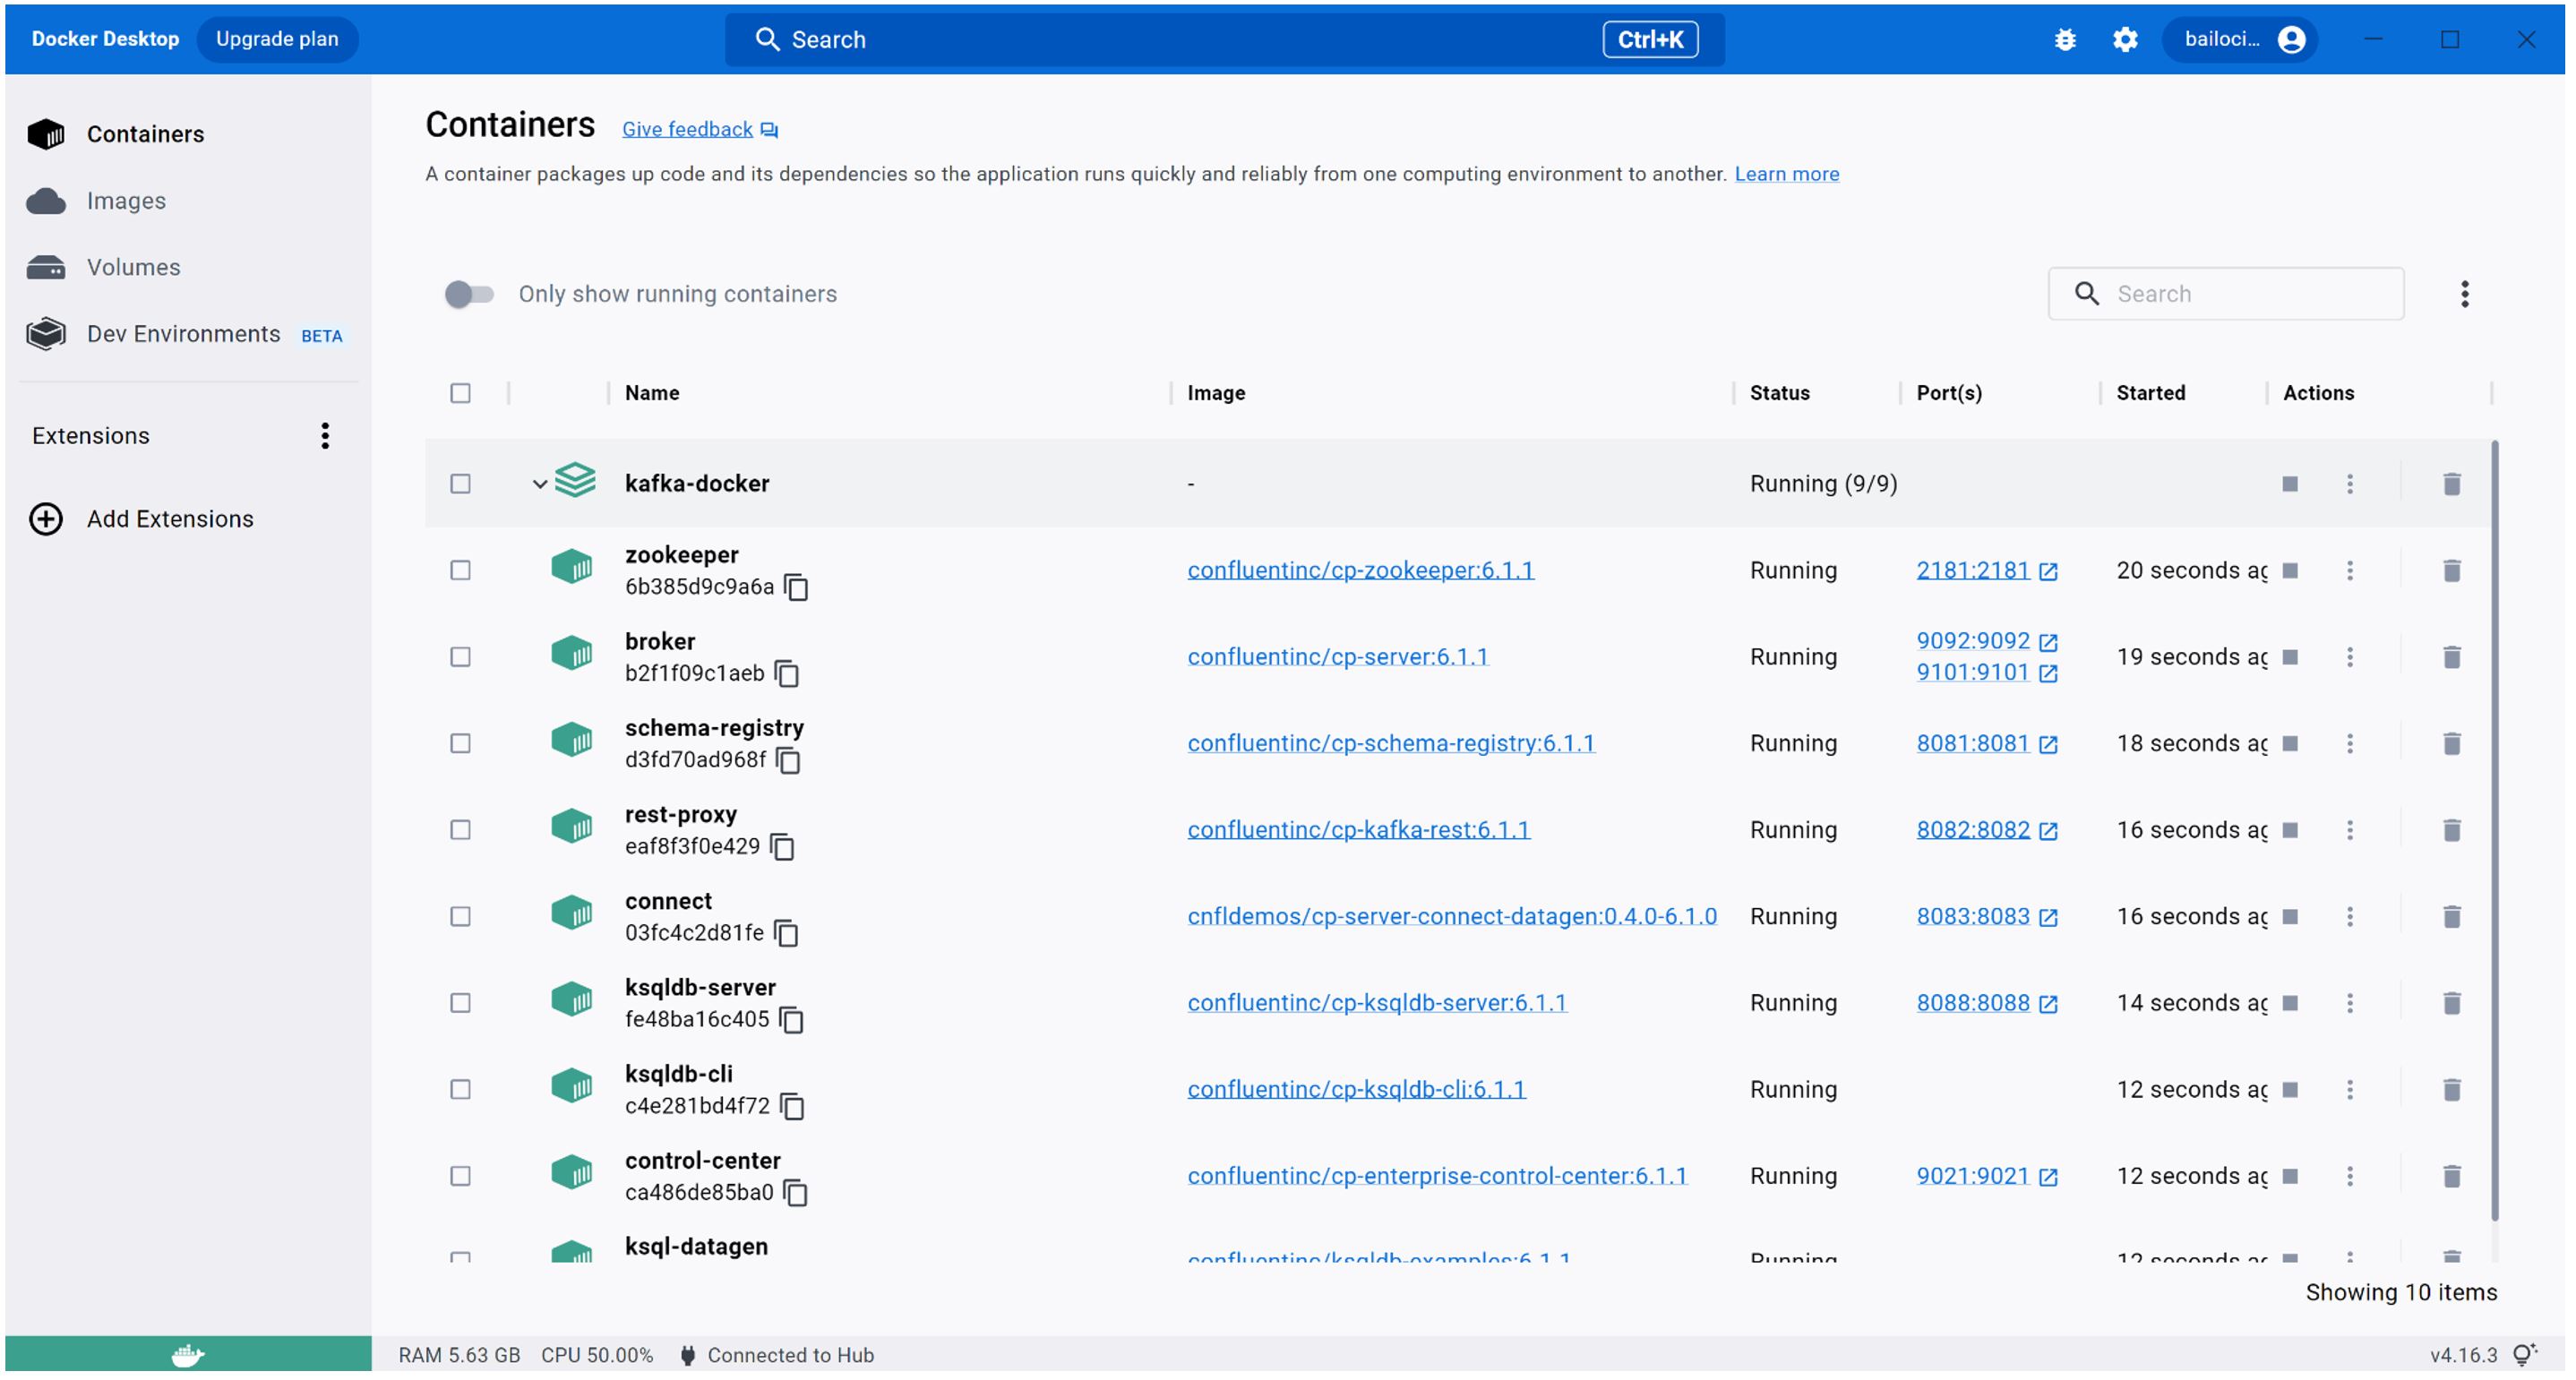 Docker Desktop Upgrade plan Search Ctrl+K bailoci...
Containers
Images
Volumes
Dev Environments BETA
Extensions
Add Extensions
Containers Give feedback
A container packages up code and its dependencies so the application runs quickly and reliably from one computing environment to another. Learn more
Only show running containers Search
Name Image Status Port(s) Started Actions
kafka-docker - Running (9/9)
zookeeper
6b385d9c9a6a confluentinc/cp-zookeeper:6.1.1 Running 2181:2181 20 seconds ag
broker
b2f1f09c1aeb confluentinc/cp-server:6.1.1 Running 9092:9092 19 seconds ag
9101:9101
schema-registry
d3fd70ad968f confluentinc/cp-schema-registry:6.1.1 Running 8081:8081 18 seconds ag
rest-proxy
eaf8f3f0e429 confluentinc/cp-kafka-rest:6.1.1 Running 8082:8082 16 seconds ag
connect
03fc4c2d81fe cnfldemos/cp-server-connect-datagen:0.4.0-6.1.0 Running 8083:8083 16 seconds ag
ksqldb-server
fe48ba16c405 confluentinc/cp-ksqldb-server:6.1.1 Running 8088:8088 14 seconds ag
ksqldb-cli
c4e281bd4f72 confluentinc/cp-ksqldb-cli:6.1.1 Running 12 seconds ag
control-center
ca486de85ba0 confluentinc/cp-enterprise-control-center:6.1.1 Running 9021:9021 12 seconds ag
ksql-datagen
confluentinc/ksqldb-examples:6.1.1 Running 12 seconds ag
Showing 10 items
RAM 5.63 GB CPU 50.00% Connected to Hub v4.16.3